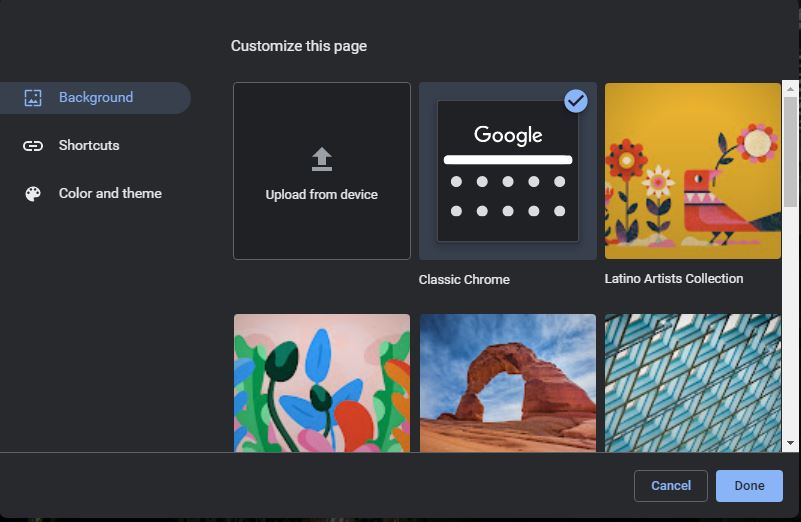 Customize this page
Background
Shortcuts
Color and theme
Upload from device
Google
Classic Chrome
Latino Artists Collection
Cancel
Done